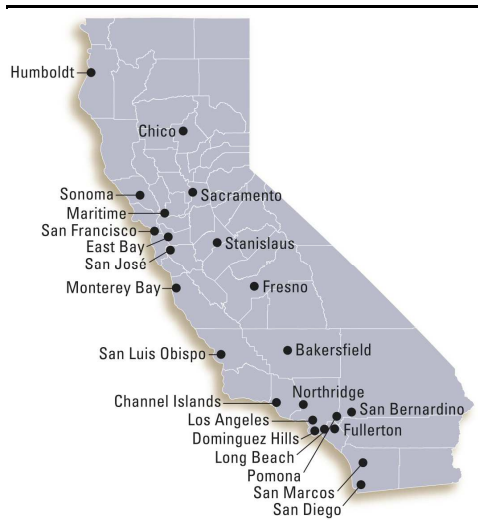 Humboldt
Chico
Sonoma
Sacramento
Maritime
San Francisco
East Bay
Stanislaus
San José
Monterey Bay
Fresno
San Luis Obispo
Bakersfield
Channel Islands
Northridge
San Bernardino
Los Angeles
Fullerton
Dominguez Hills
Long Beach
Pomona
San Marcos
San Diego